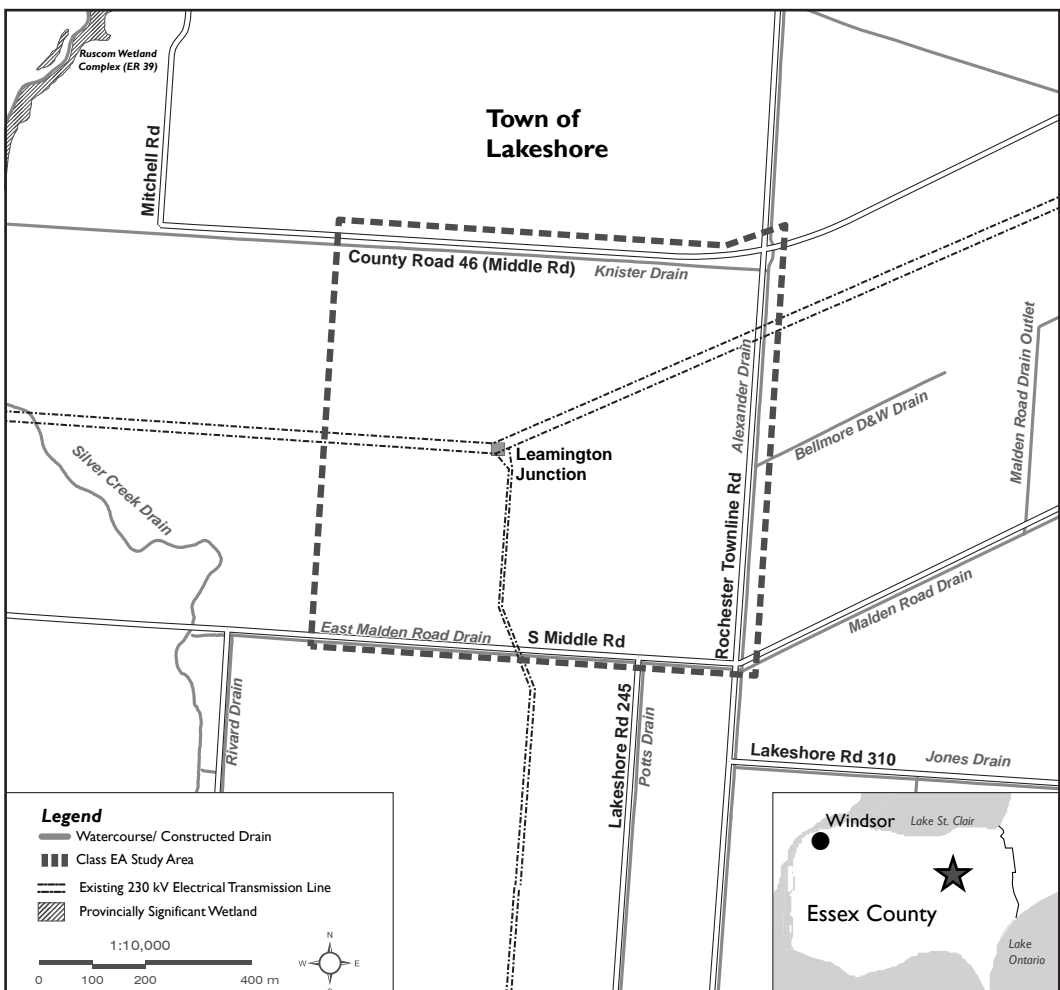 Ruscom Wetland
Complex (ER 39)
Town of
Lakeshore
Mitchell Rd
County Road 46 (Middle Rd)
Knister Drain
Alexander Drain
Malden Road Drain Outlet
Bellmore D&W Drain
Leamington
Junction
Silver Creek Drain
Rochester Townline Rd
Malden Road Drain
East Malden Road Drain
S Middle Rd
Rivard Drain
Lakeshore Rd 245
Potts Drain
Lakeshore Rd 310
Jones Drain
Legend
Watercourse/ Constructed Drain
Class EA Study Area
Existing 230 kV Electrical Transmission Line
Provincially Significant Wetland
1:10,000
0 100 200 400 m
N
W E
Windsor
Lake St. Clair
Essex County
Lake
Ontario